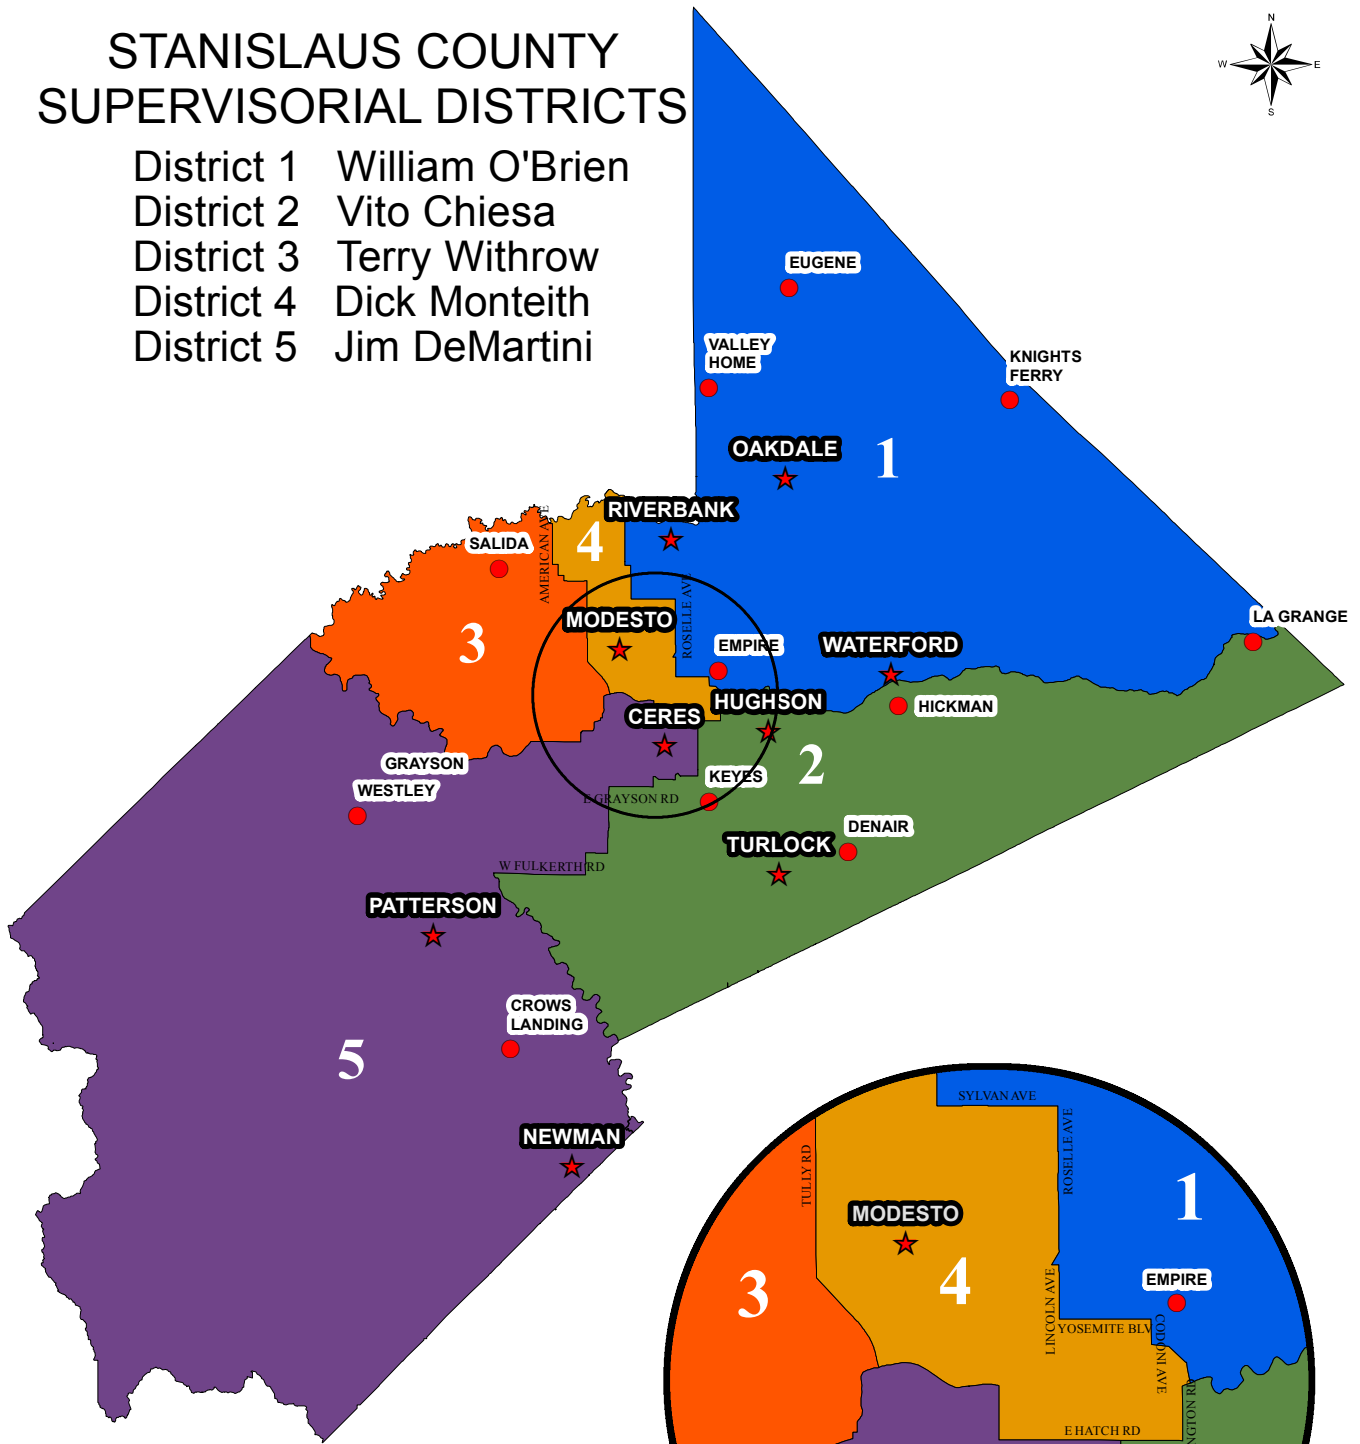 STANISLAUS COUNTY
SUPERVISORIAL DISTRICTS
District 1 William O'Brien
District 2 Vito Chiesa
District 3 Terry Withrow
District 4 Dick Monteith
District 5 Jim DeMartini
N
W
E
S
EUGENE
VALLEY
HOME
KNIGHTS
FERRY
OAKDALE
1
RIVERBANK
4
SALIDA
AMERICAN AVE
ROSELLE AVE
MODESTO
3
EMPIRE
WATERFORD
LA GRANGE
HUGHSON
HICKMAN
CERES
2
GRAYSON
WESTLEY
KEYES
E GRAYSON RD
DENAIR
TURLOCK
W FULKERTH RD
PATTERSON
CROWS
LANDING
5
NEWMAN
SYLVAN AVE
TULLY RD
ROSELLE AVE
MODESTO
1
4
3
EMPIRE
LINCOLN AVE
YOSEMITE BLV
CODONI AVE
NGTON RD
E HATCH RD